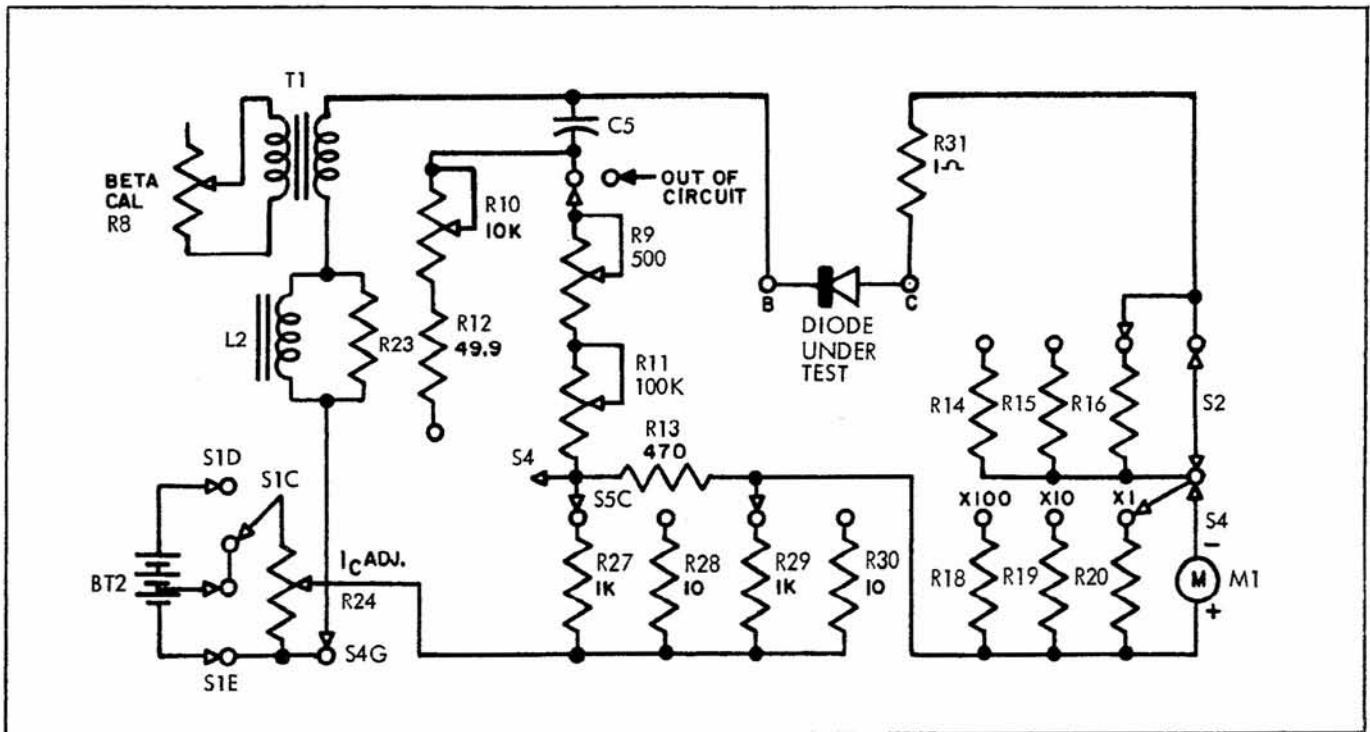 T1
BETA
CAL
R8
C5
OUT OF
CIRCUIT
R10
10K
R9
500
R12
49.9
R11
100K
L2
R23
R31
1Ω
B
C
DIODE
UNDER
TEST
R14
R15
R16
S2
R13
470
S4
S5C
X100
X10
X1
S4
S1D
S1C
BT2
IC ADJ.
R24
S4G
S1E
R27
1K
R28
10
R29
1K
R30
10
R18
R19
R20
-
M
M1
+